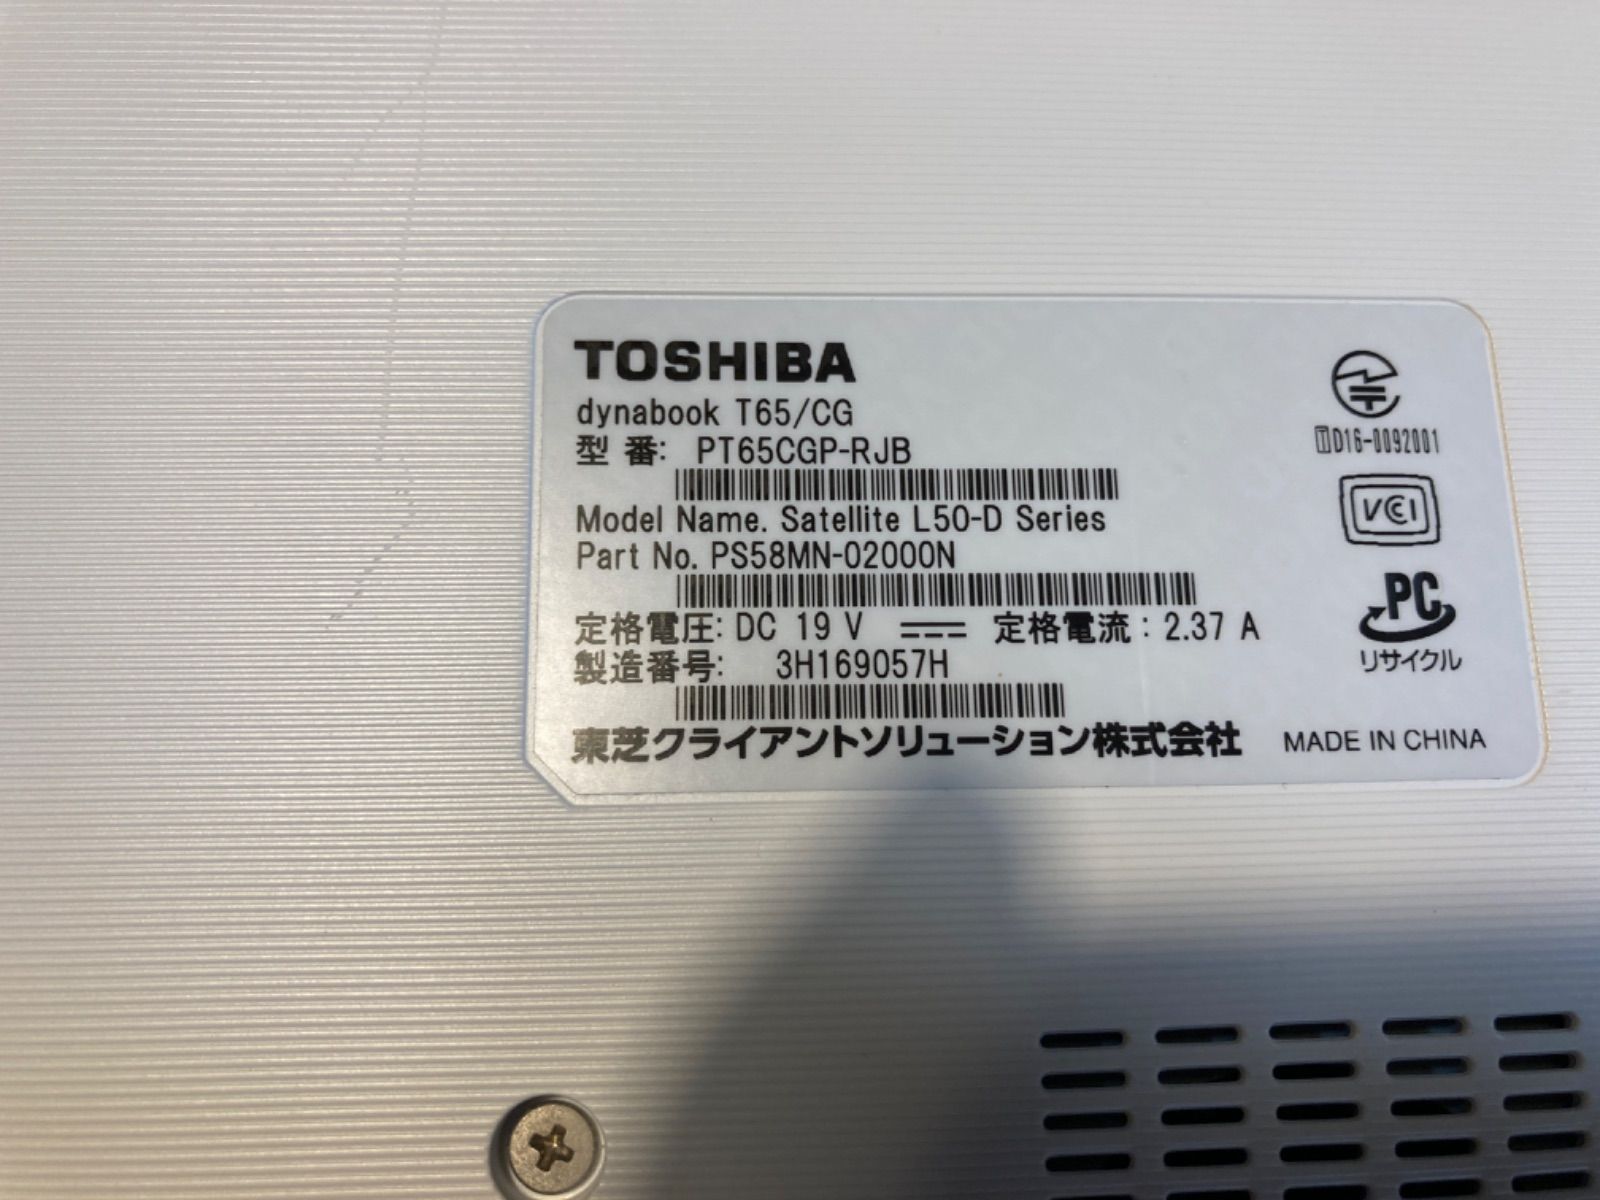 TOSHIBA
dynabook T65/CG
型 番: PT65CGP-RJB
Model Name. Satellite L50-D Series
Part No. PS58MN-02000N
定格電圧: DC 19 V 定格電流: 2.37 A
製造番号: 3H169057H
東芝クライアントソリューション株式会社
MADE IN CHINA
T D16-0092001
VCI
PC
リサイクル